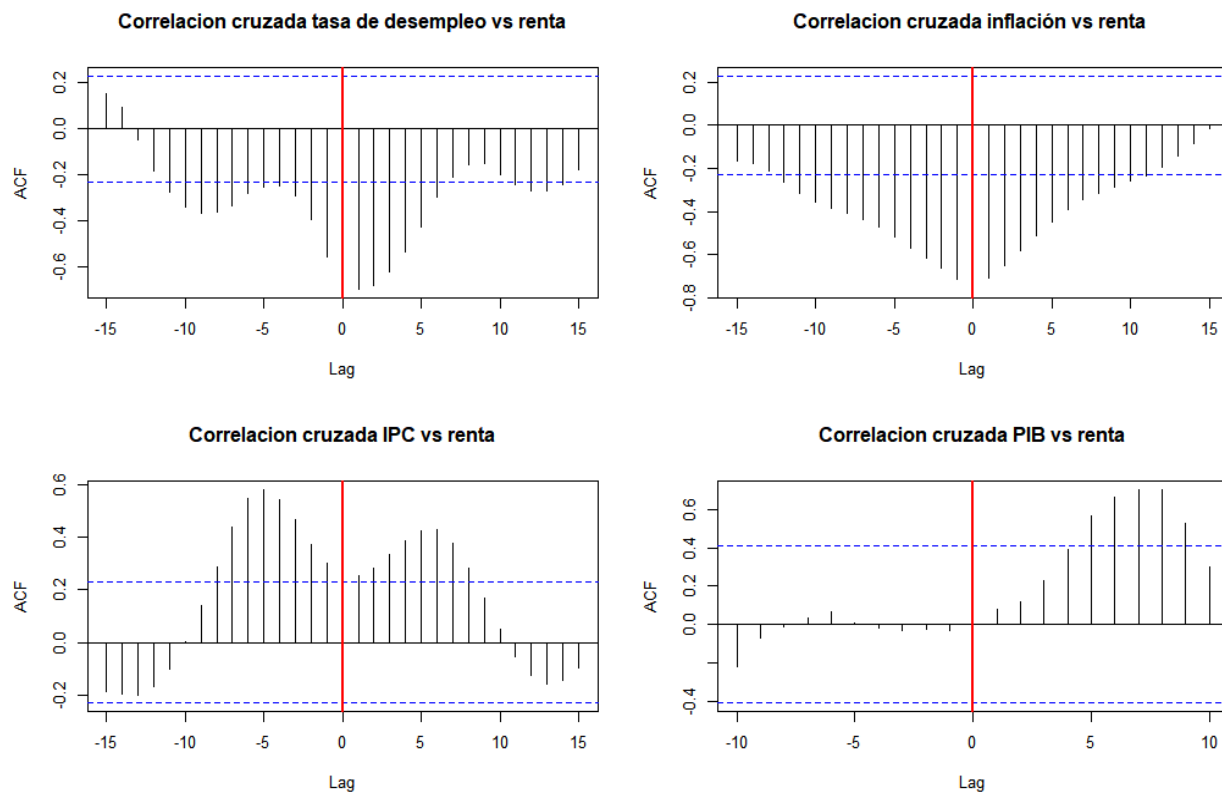 Correlacion cruzada tasa de desempleo vs renta
0.2
0.0
-0.2
-0.4
-0.6
ACF
-15 -10 -5 0 5 10 15
Lag
Correlacion cruzada inflación vs renta
0.2
0.0
-0.2
-0.4
-0.6
-0.8
ACF
-15 -10 -5 0 5 10 15
Lag
Correlacion cruzada IPC vs renta
0.6
0.4
0.2
0.0
-0.2
ACF
-15 -10 -5 0 5 10 15
Lag
Correlacion cruzada PIB vs renta
0.6
0.4
0.2
0.0
-0.4
ACF
-10 -5 0 5 10
Lag